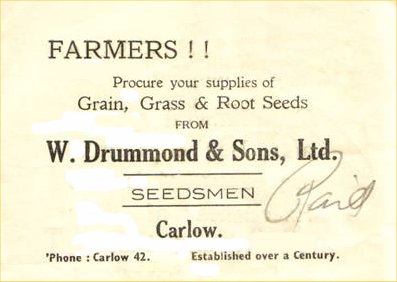 FARMERS ! !
Procure your supplies of
Grain, Grass & Root Seeds
FROM
W. Drummond & Sons, Ltd.
SEEDSMEN
Paid
Carlow.
'Phone : Carlow 42. Established over a Century.